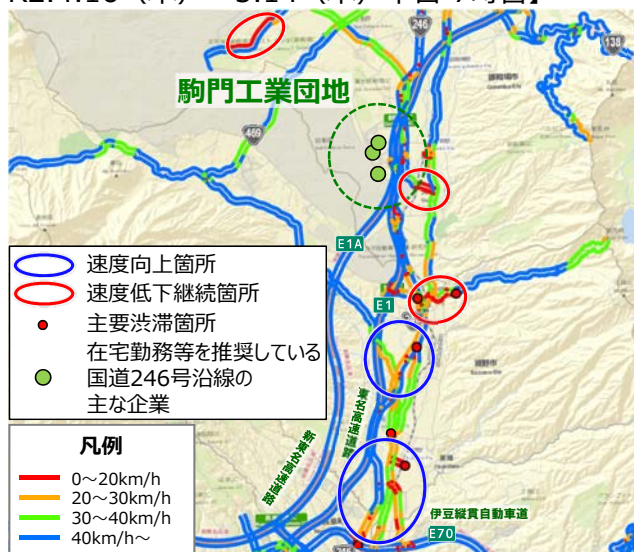 246
138
駒門工業団地
469
E1A
E1
速度向上箇所
速度低下継続箇所
主要渋滞箇所
在宅勤務等を推奨している
国道246号沿線の
主な企業
凡例
0～20km/h
20～30km/h
30～40km/h
40km/h～
新東名高速道路
東名高速道路
伊豆縦貫自動車道
E70